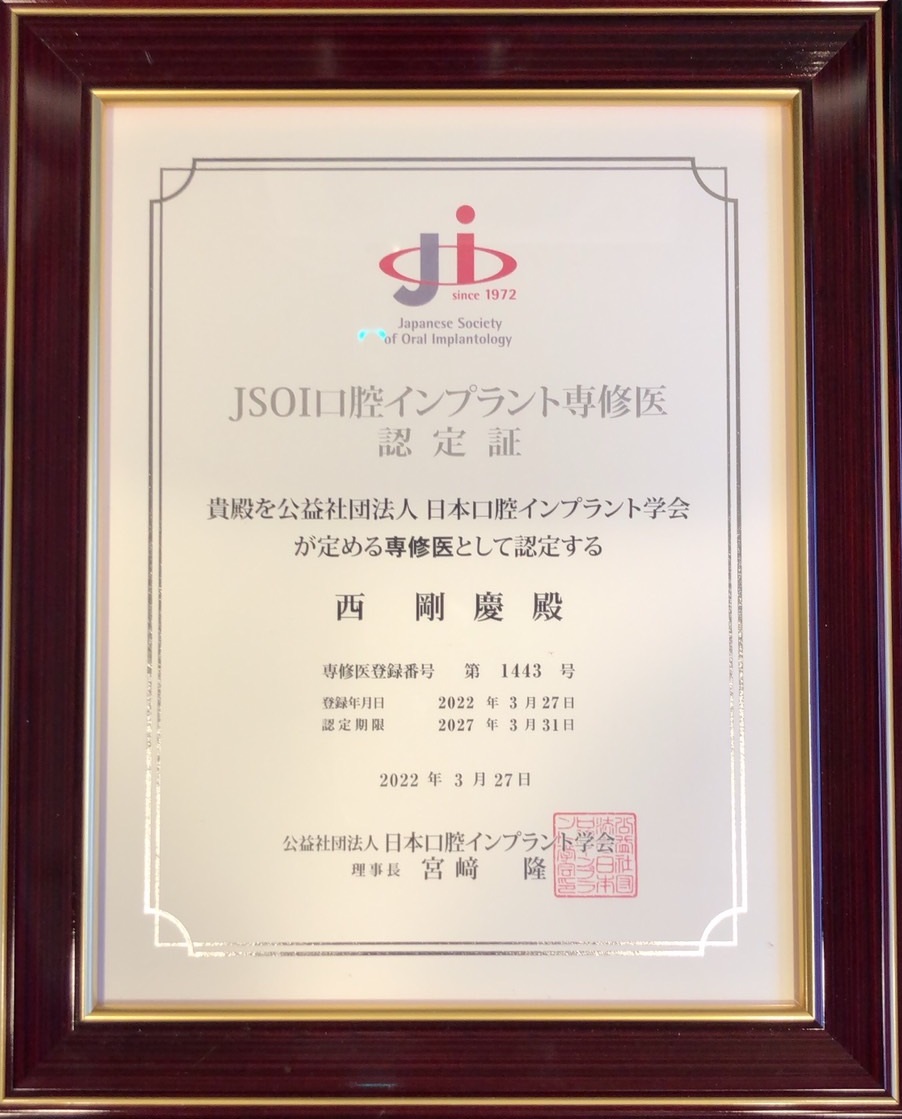 Ji
since 1972
Japanese Society
of Oral Implantology
JSOI口腔インプラント専修医
認定証
貴殿を公益社団法人 日本口腔インプラント学会
が定める専修医として認定する
西 剛慶殿
専修医登録番号 第 1443 号
登録年月日 2022 年 3 月 27 日
認定期限 2027 年 3 月 31 日
2022 年 3 月 27 日
公益社団法人 日本口腔インプラント学会
理事長 宮﨑 隆